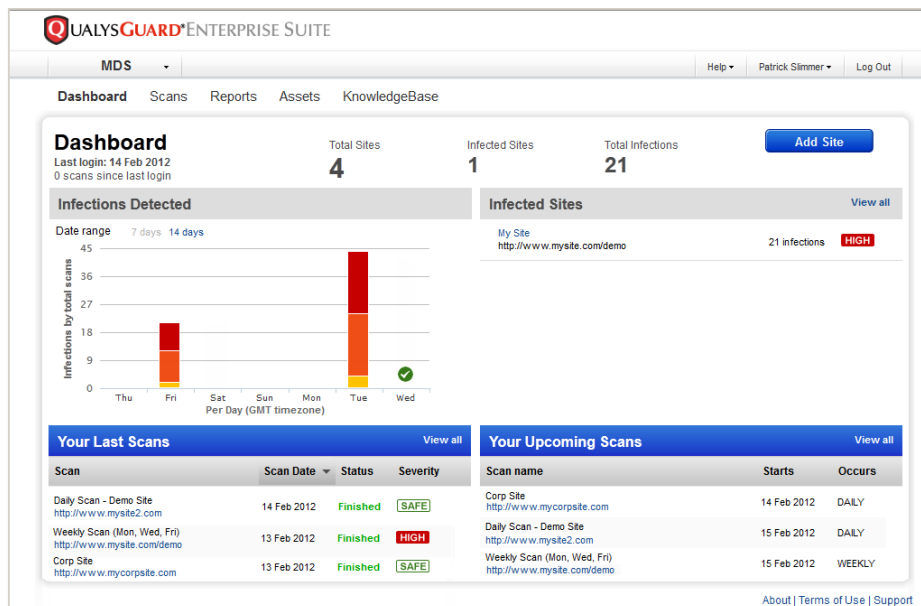 QUALYSGUARD® ENTERPRISE SUITE
MDS
Help Patrick Slimmer Log Out
Dashboard Scans Reports Assets KnowledgeBase
Dashboard
Last login: 14 Feb 2012
0 scans since last login
Total Sites
4
Infected Sites
1
Total Infections
21
Add Site
Infections Detected
Date range 7 days 14 days
Infections by total scans
45
36
27
18
9
0
Thu Fri Sat Sun Mon Tue Wed
Per Day (GMT timezone)
Infected Sites View all
My Site
http://www.mysite.com/demo
21 infections HIGH
Your Last Scans View all
Scan Scan Date Status Severity
Daily Scan - Demo Site
http://www.mysite2.com
14 Feb 2012 Finished SAFE
Weekly Scan (Mon, Wed, Fri)
http://www.mysite.com/demo
13 Feb 2012 Finished HIGH
Corp Site
http://www.mycorpsite.com
13 Feb 2012 Finished SAFE
Your Upcoming Scans View all
Scan name Starts Occurs
Corp Site
http://www.mycorpsite.com
14 Feb 2012 DAILY
Daily Scan - Demo Site
http://www.mysite2.com
15 Feb 2012 DAILY
Weekly Scan (Mon, Wed, Fri)
http://www.mysite.com/demo
15 Feb 2012 WEEKLY
About | Terms of Use | Support